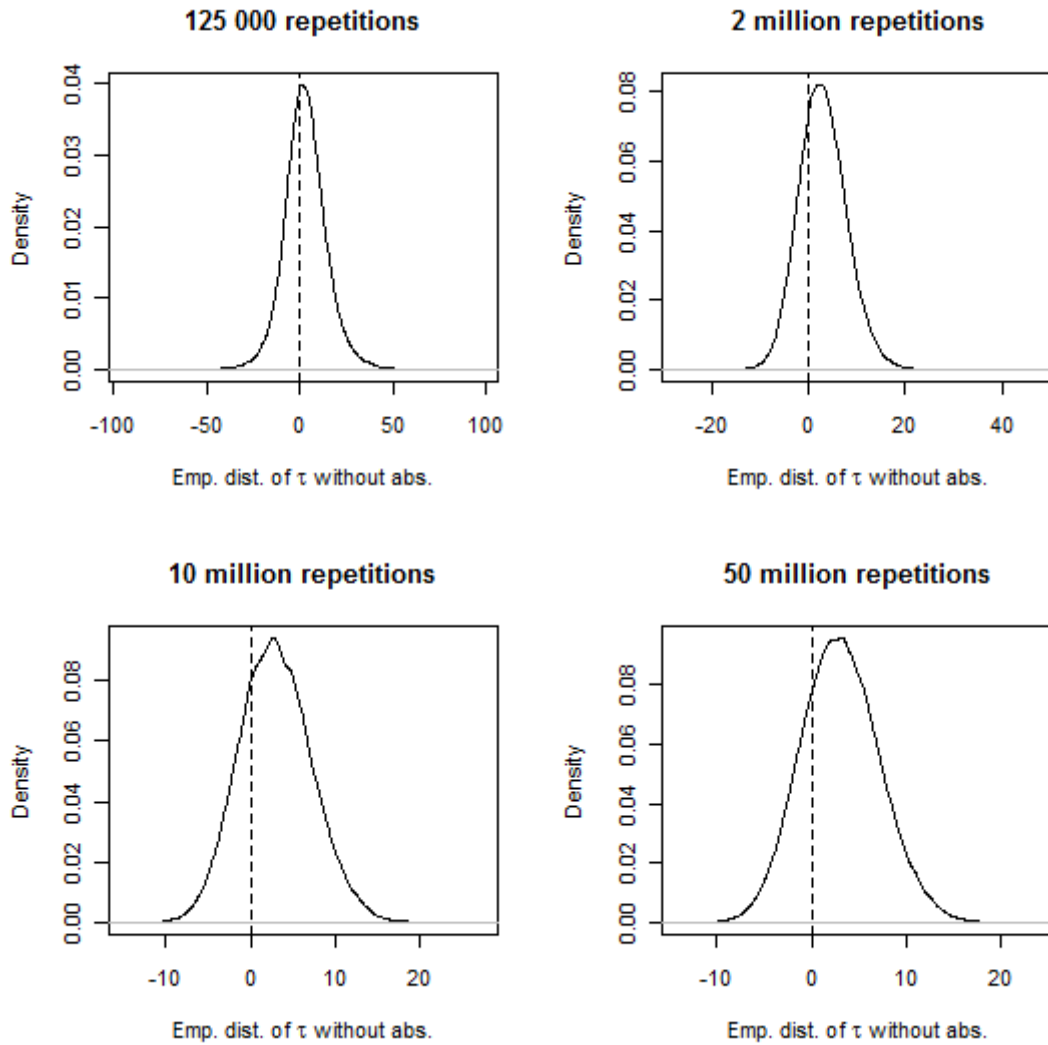 125 000 repetitions
0.04
0.03
0.02
0.01
0.00
Density
-100 -50 0 50 100
Emp. dist. of τ without abs.
2 million repetitions
0.08
0.06
0.04
0.02
0.00
Density
-20 0 20 40
Emp. dist. of τ without abs.
10 million repetitions
0.08
0.06
0.04
0.02
0.00
Density
-10 0 10 20
Emp. dist. of τ without abs.
50 million repetitions
0.08
0.06
0.04
0.02
0.00
Density
-10 0 10 20
Emp. dist. of τ without abs.